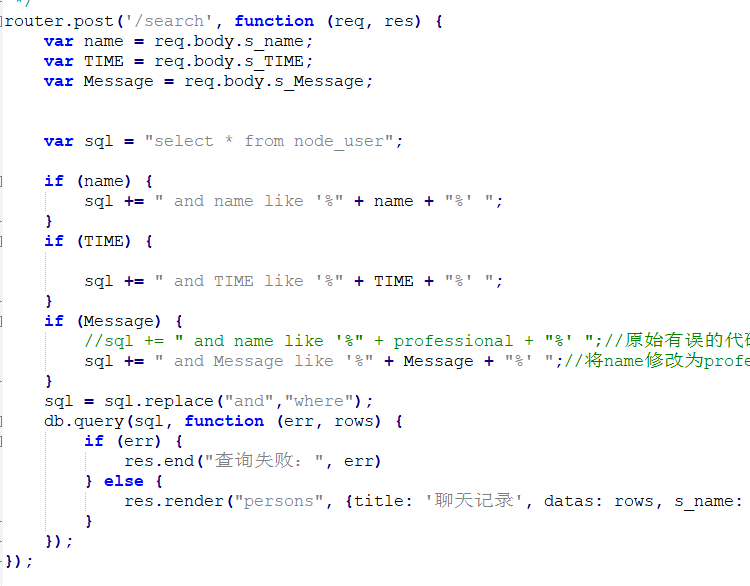 */
router.post('/search', function (req, res) {
var name = req.body.s_name;
var TIME = req.body.s_TIME;
var Message = req.body.s_Message;
var sql = "select * from node_user";
if (name) {
sql += " and name like '%" + name + "%' ";
}
if (TIME) {
sql += " and TIME like '%" + TIME + "%' ";
}
if (Message) {
//sql += " and name like '%" + professional + "%' ";//原始有误的代码
sql += " and Message like '%" + Message + "%' ";//将name修改为profe
}
sql = sql.replace("and","where");
db.query(sql, function (err, rows) {
if (err) {
res.end("查询失败：", err)
} else {
res.render("persons", {title: '聊天记录', datas: rows, s_name:
}
});
});